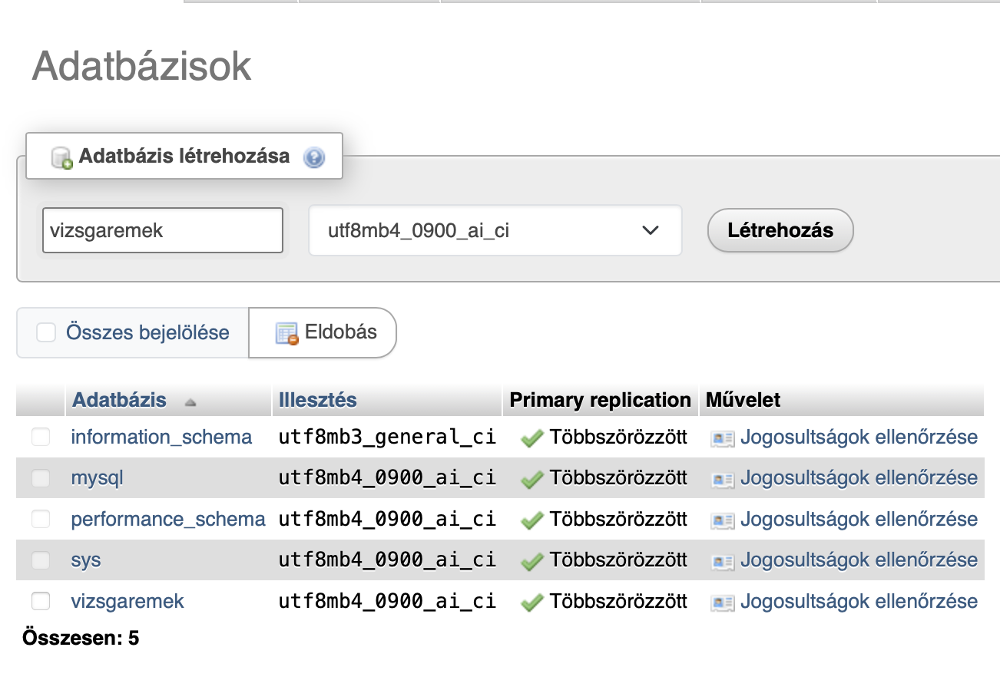 Adatbázisok
Adatbázis létrehozása
vizsgaremek utf8mb4_0900_ai_ci Létrehozás
Összes bejelölése Eldobás
Adatbázis Illesztés Primary replication Művelet
information_schema utf8mb3_general_ci Többszörözzött Jogosultságok ellenőrzése
mysql utf8mb4_0900_ai_ci Többszörözzött Jogosultságok ellenőrzése
performance_schema utf8mb4_0900_ai_ci Többszörözzött Jogosultságok ellenőrzése
sys utf8mb4_0900_ai_ci Többszörözzött Jogosultságok ellenőrzése
vizsgaremek utf8mb4_0900_ai_ci Többszörözzött Jogosultságok ellenőrzése
Összesen: 5